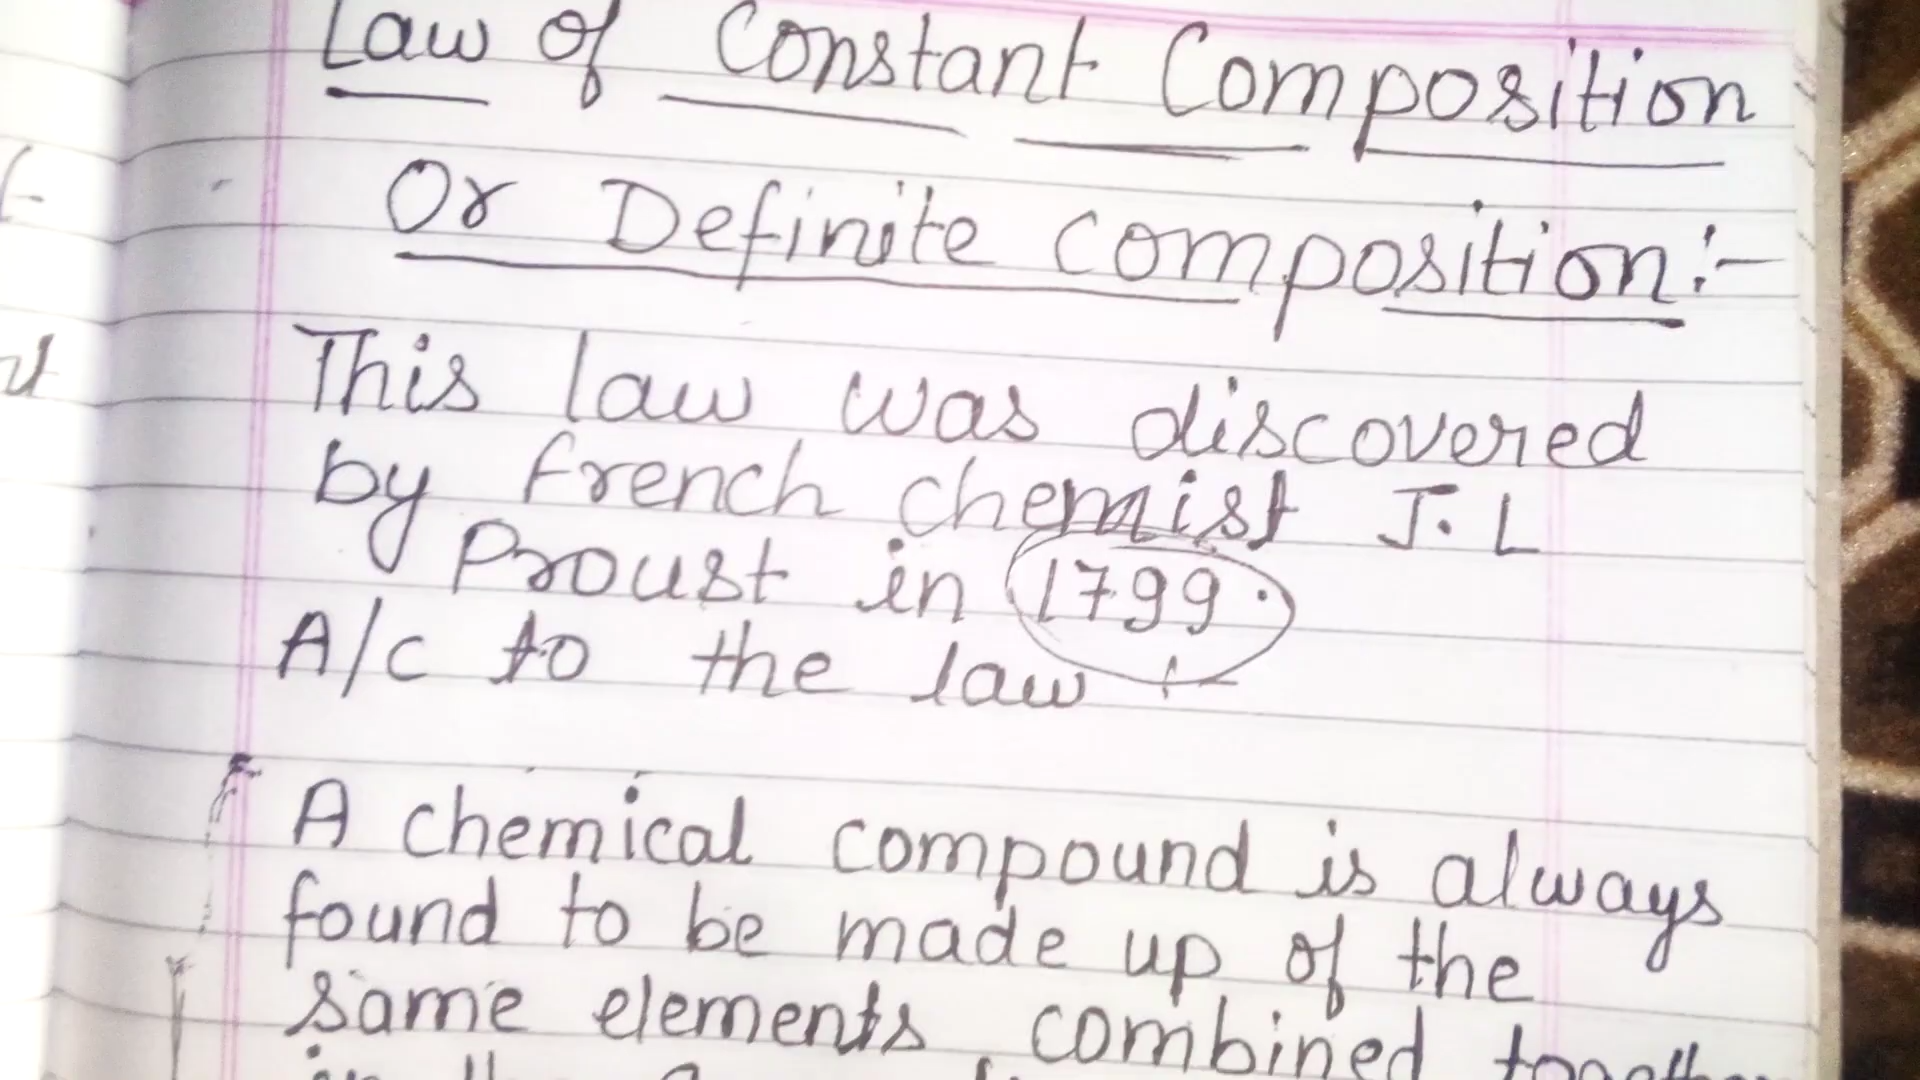 Law of Constant Composition
Or Definite Composition:-
This law was discovered
by french chemist J. L
Proust in 1799.
A/c to the law
A chemical compound is always
found to be made up of the
same elements combined together